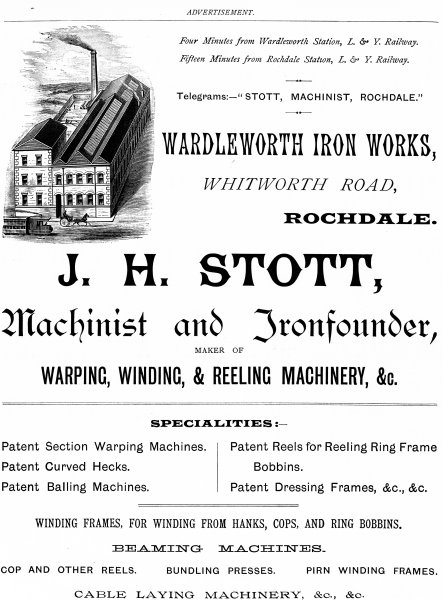 ADVERTISEMENT.
Four Minutes from Wardleworth Station, L. & Y. Railway.
Fifteen Minutes from Rochdale Station, L. & Y. Railway.
Telegrams:—"STOTT, MACHINIST, ROCHDALE."
WARDLEWORTH IRON WORKS,
WHITWORTH ROAD,
ROCHDALE.
J. H. STOTT,
Machinist and Ironfounder,
MAKER OF
WARPING, WINDING, & REELING MACHINERY, &c.
SPECIALITIES:—
Patent Section Warping Machines.
Patent Curved Hecks.
Patent Balling Machines.
Patent Reels for Reeling Ring Frame
Bobbins.
Patent Dressing Frames, &c., &c.
WINDING FRAMES, FOR WINDING FROM HANKS, COPS, AND RING BOBBINS.
BEAMING MACHINES.
COP AND OTHER REELS. BUNDLING PRESSES. PIRN WINDING FRAMES.
CABLE LAYING MACHINERY, &c., &c.